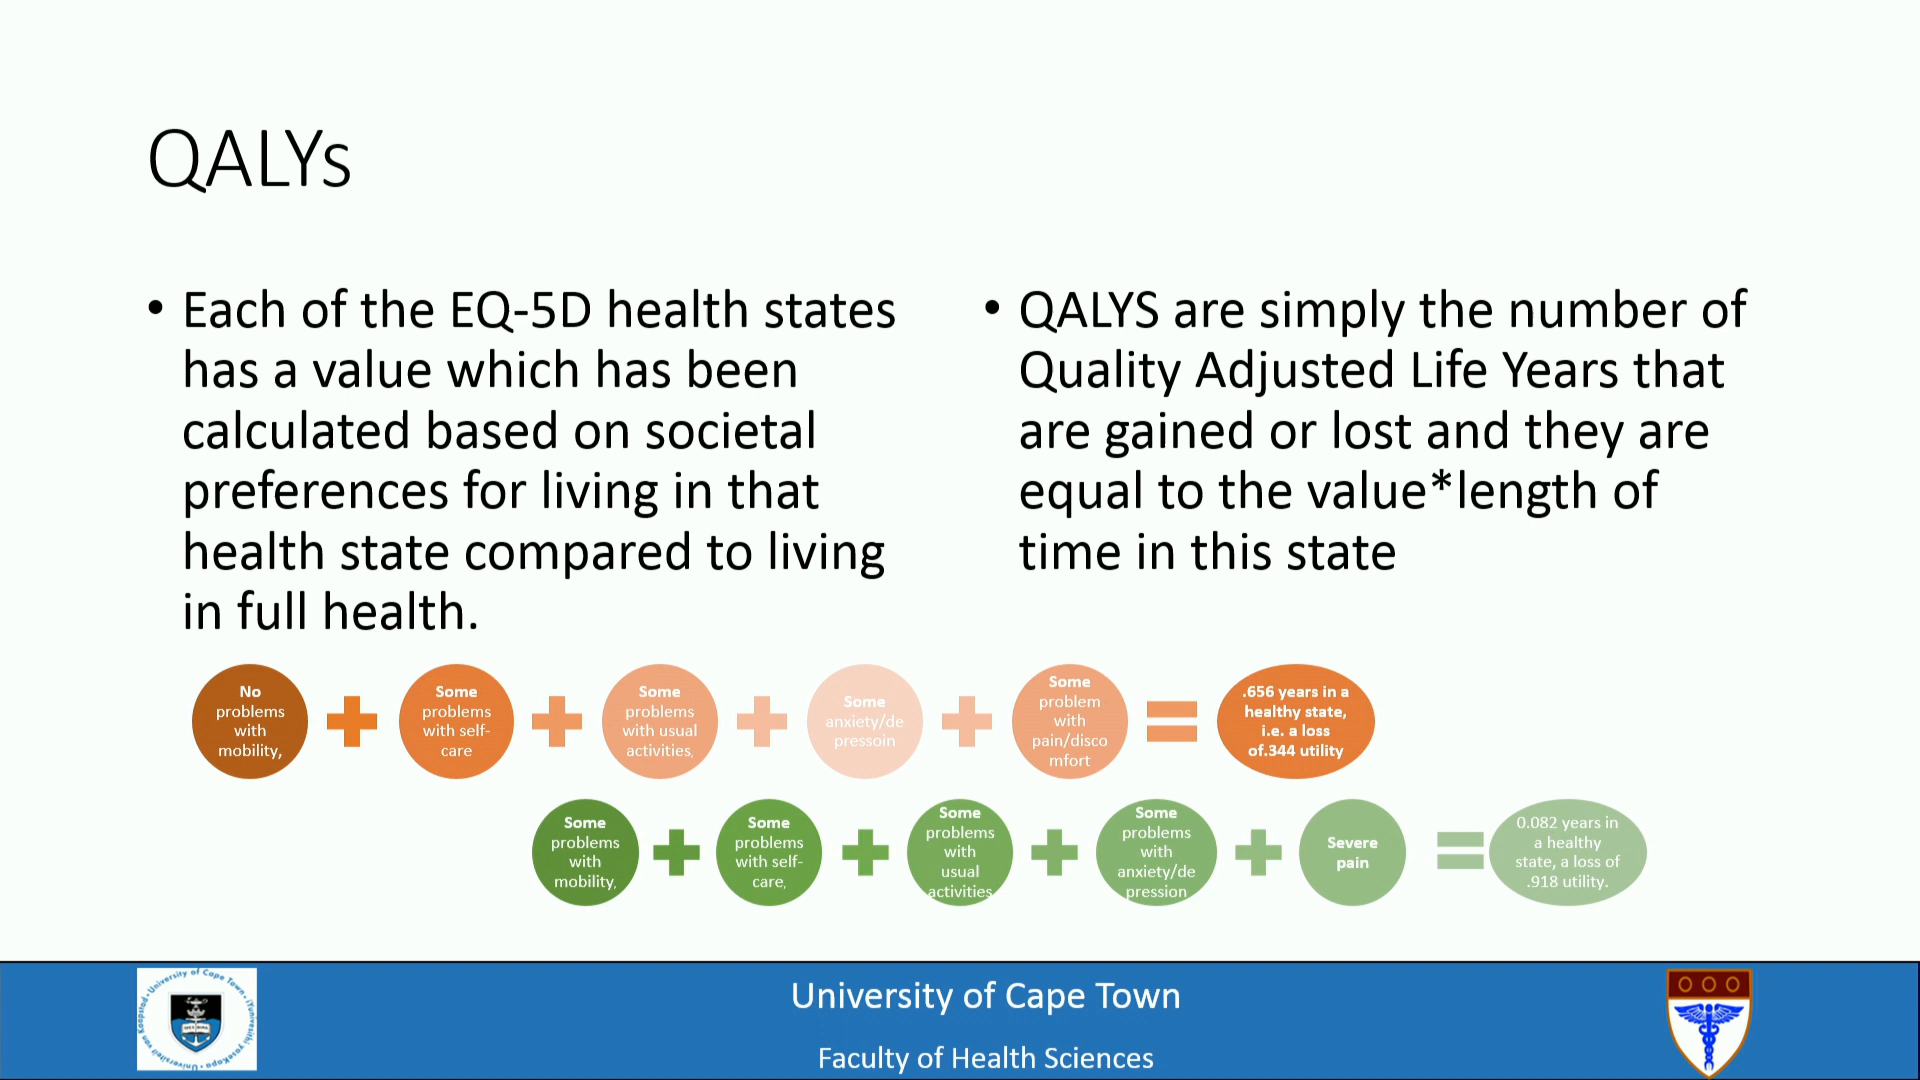 QALYs
• Each of the EQ-5D health states
has a value which has been
calculated based on societal
preferences for living in that
health state compared to living
in full health.
• QALYS are simply the number of
Quality Adjusted Life Years that
are gained or lost and they are
equal to the value*length of
time in this state
No
problems
with
mobility,
Some
problems
with self-
care
Some
problems
with usual
activities,
Some
anxiety/de
pressoin
Some
problem
with
pain/disco
mfort
.656 years in a
healthy state,
i.e. a loss
of.344 utility
Some
problems
with
mobility,
Some
problems
with self-
care,
Some
problems
with
usual
activities
Some
problems
with
anxiety/de
pression
Severe
pain
0.082 years in
a healthy
state, a loss of
.918 utility.
University of Cape Town
Faculty of Health Sciences
University of Cape Town